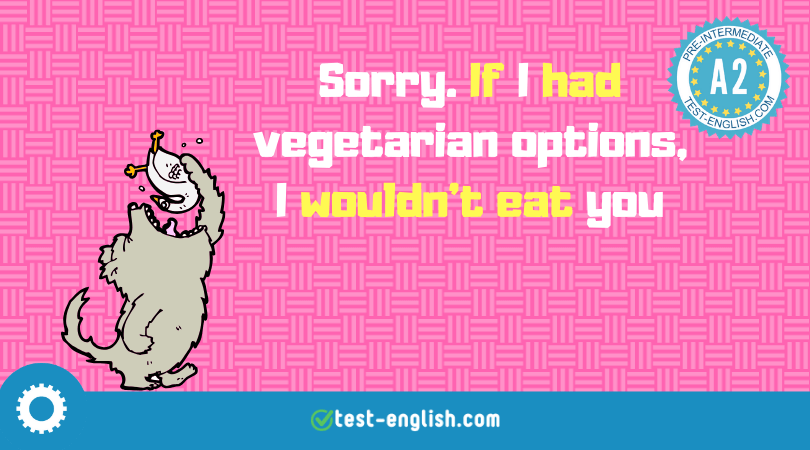 Sorry. If I had
vegetarian options,
I wouldn't eat you
PRE-INTERMEDIATE
A2
TEST-ENGLISH.COM
test-english.com